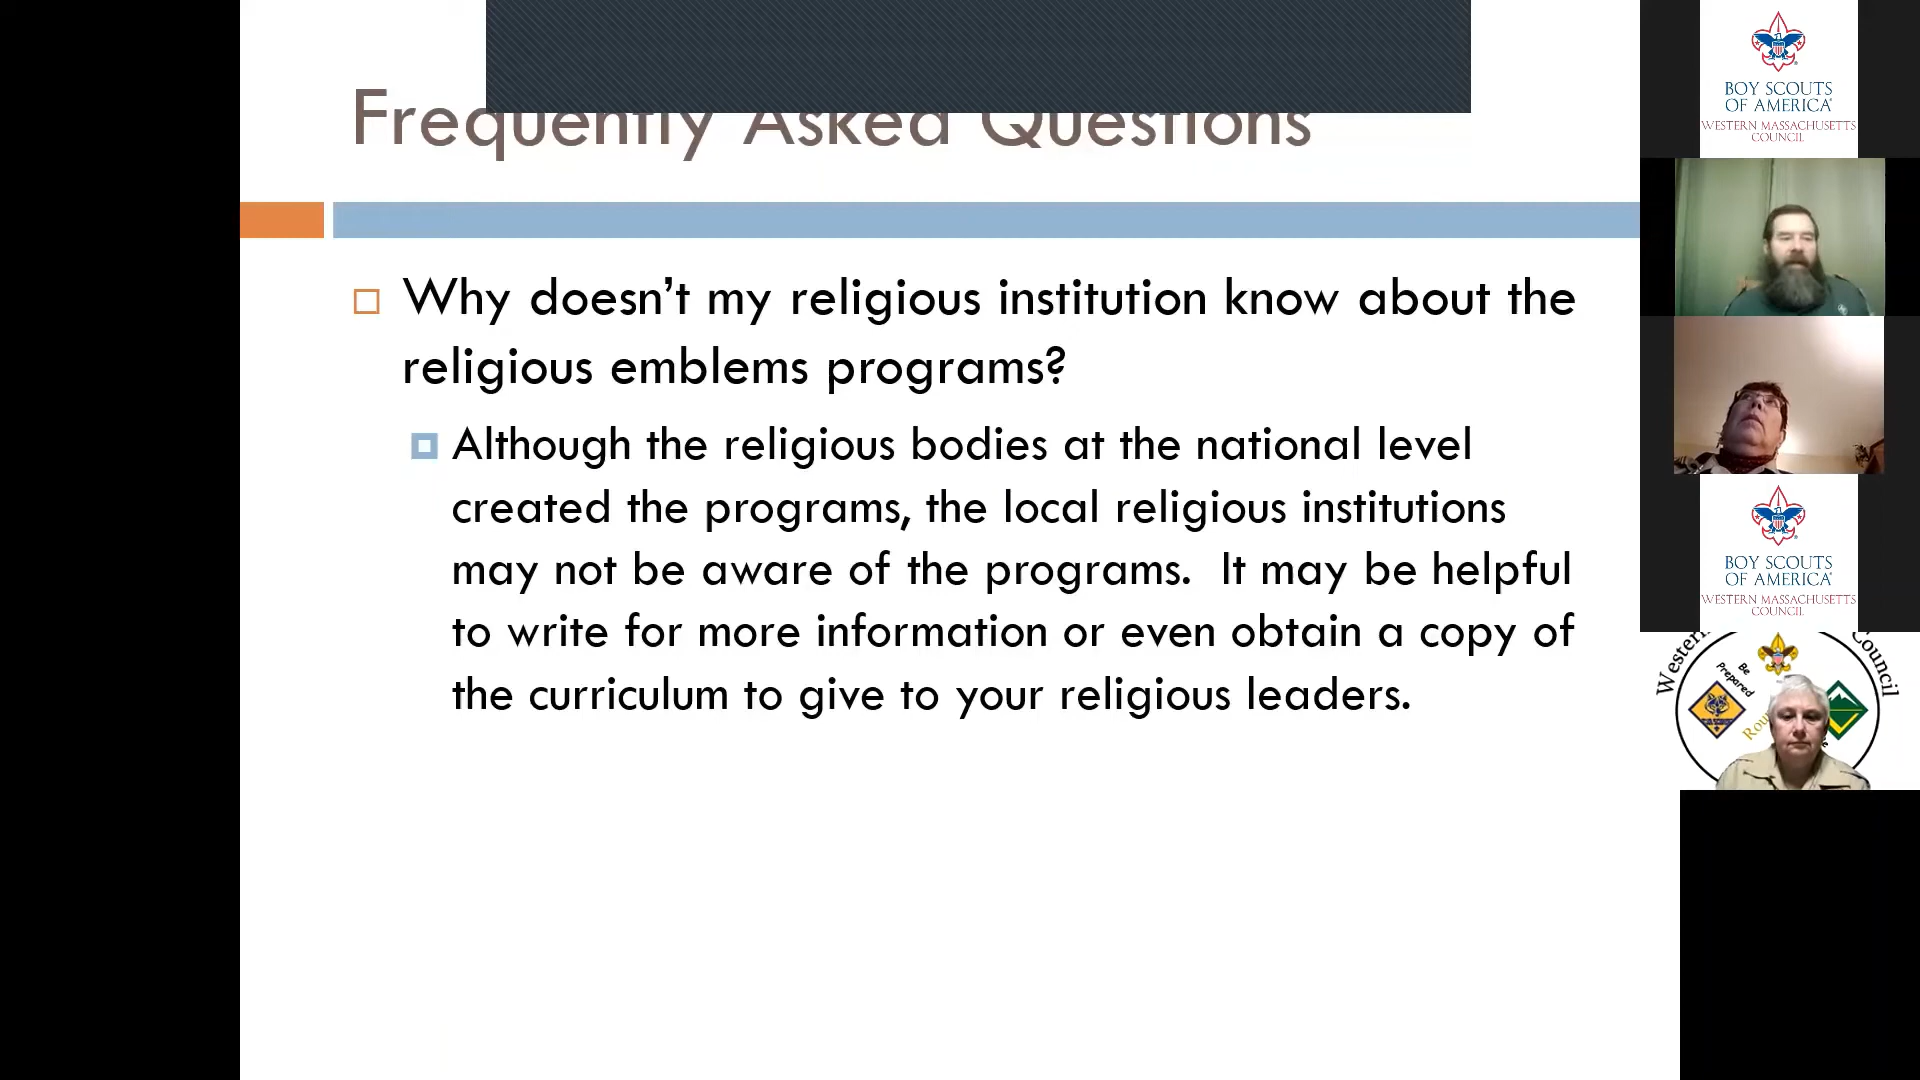 Frequently Asked Questions
Why doesn’t my religious institution know about the
religious emblems programs?
Although the religious bodies at the national level
created the programs, the local religious institutions
may not be aware of the programs.  It may be helpful
to write for more information or even obtain a copy of
the curriculum to give to your religious leaders.
BOY SCOUTS
OF AMERICA
WESTERN MASSACHUSETTS
COUNCIL
BOY SCOUTS
OF AMERICA
WESTERN MASSACHUSETTS
COUNCIL
Western
Council
Be
Prepared